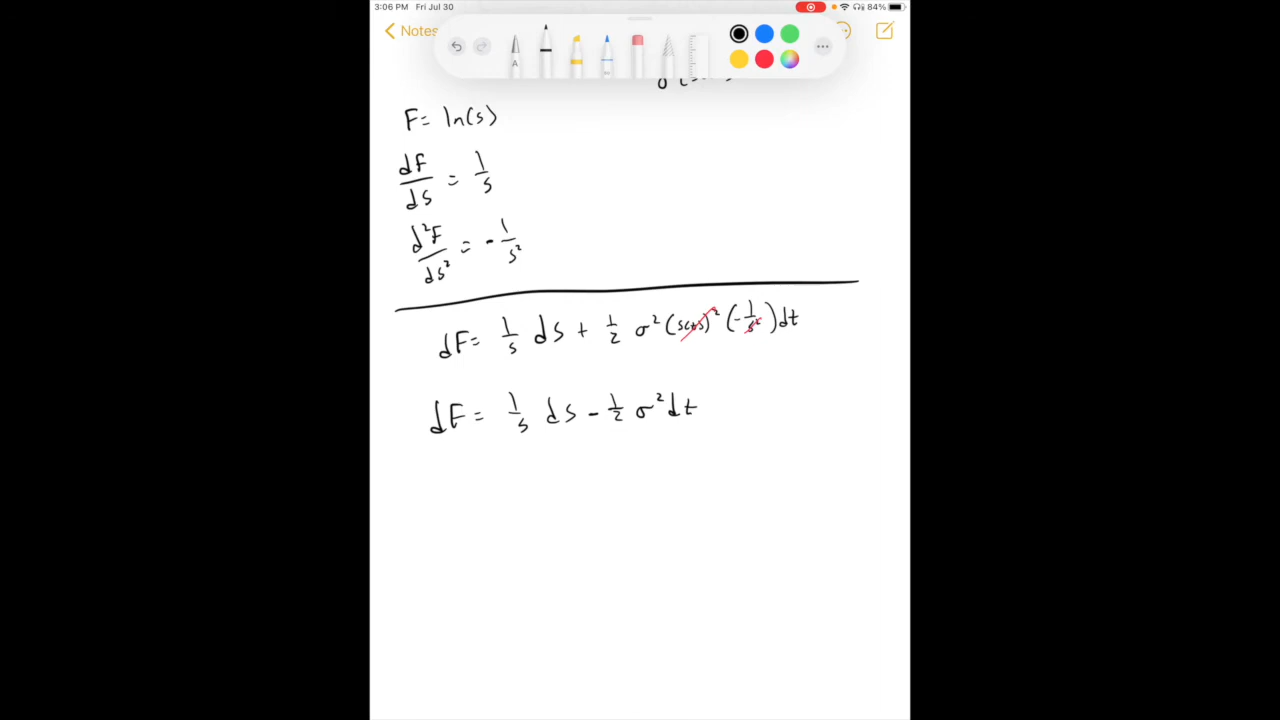 3:06 PM Fri Jul 30
84%
Notes
A
F= ln(s)
dF/ds = 1/s
d²F/ds² = - 1/s²
dF= 1/s ds + 1/2 σ² (s(t))² (-1/s²)dt
dF= 1/s ds - 1/2 σ² dt